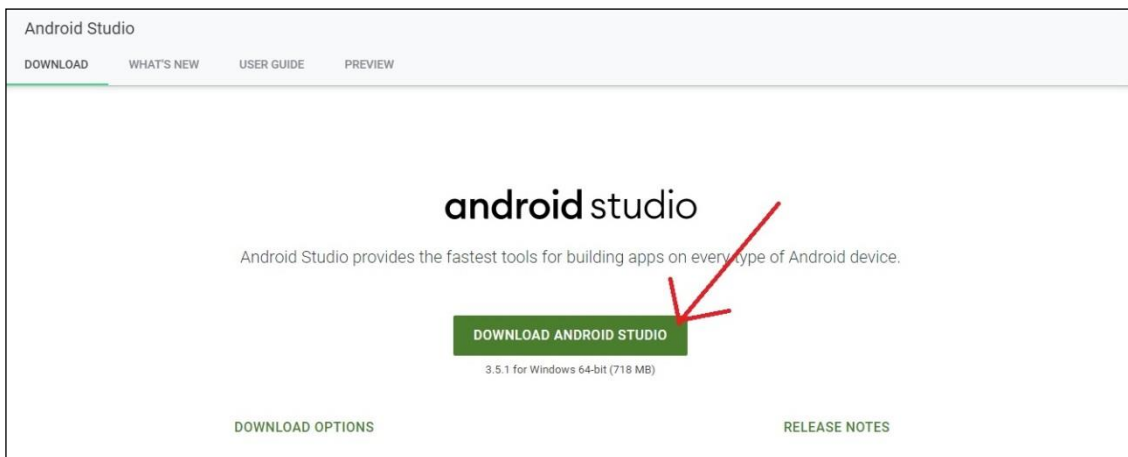 Android Studio
DOWNLOAD WHAT'S NEW USER GUIDE PREVIEW
android studio
Android Studio provides the fastest tools for building apps on every type of Android device.
DOWNLOAD ANDROID STUDIO
3.5.1 for Windows 64-bit (718 MB)
DOWNLOAD OPTIONS RELEASE NOTES